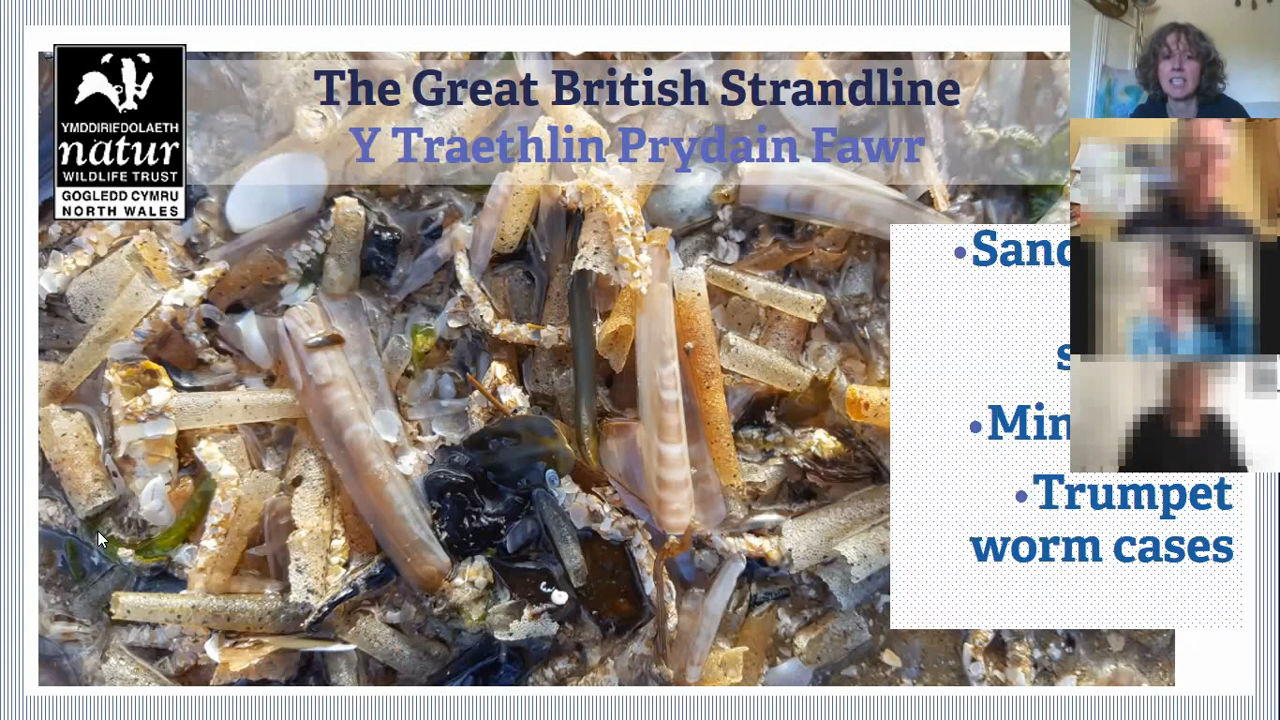 The Great British Strandline
Y Traethlin Prydain Fawr
YMDDIRIEDOLAETH
natur
WILDLIFE TRUST
GOGLEDD CYMRU
NORTH WALES
•Trumpet
worm cases